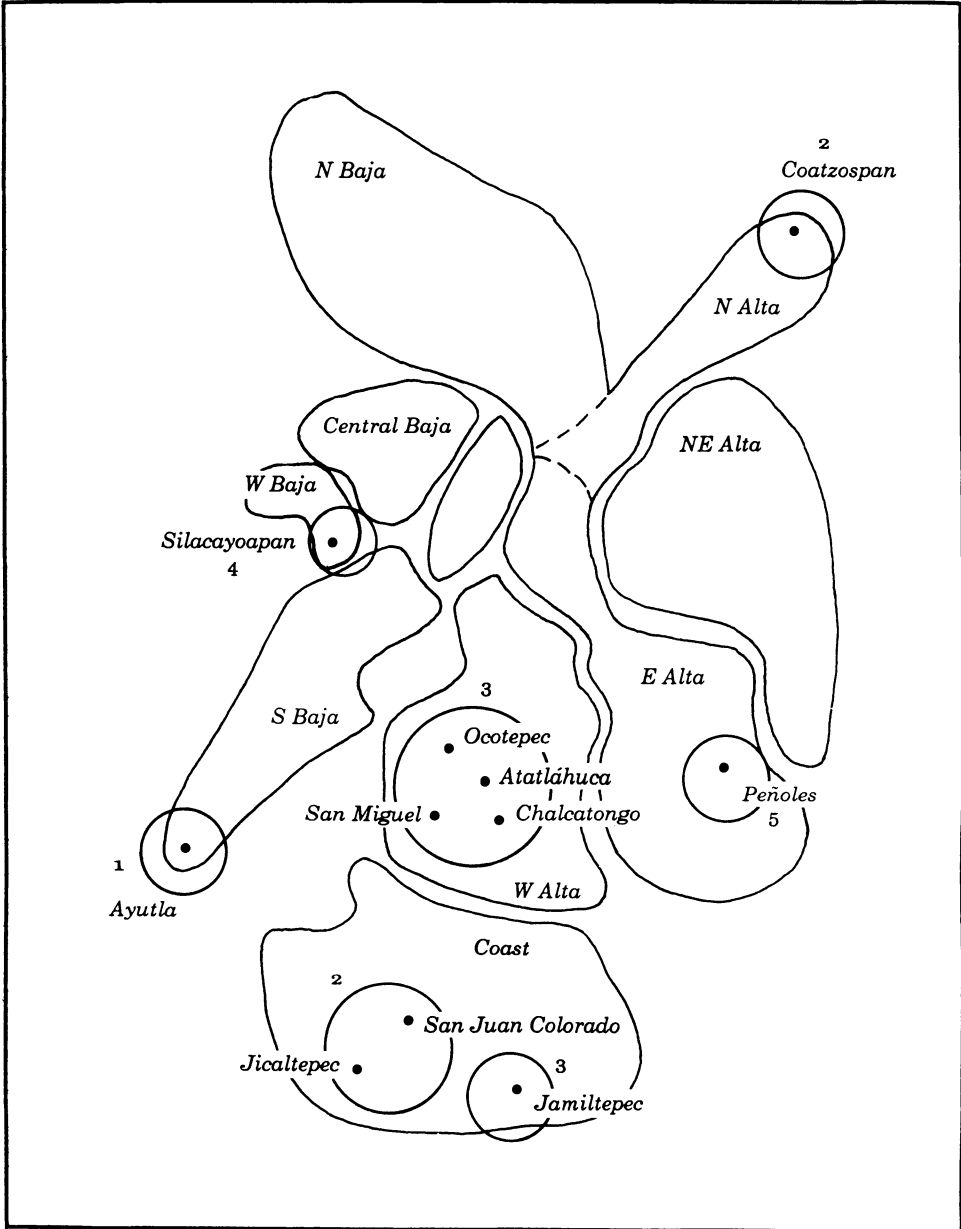 2
Coatzospan
N Baja
N Alta
Central Baja
NE Alta
W Baja
Silacayoapan
4
E Alta
3
S Baja
Ocotepec
Atatláhuca
San Miguel
Chalcatongo
Peñoles
5
1
W Alta
Ayutla
Coast
2
San Juan Colorado
Jicaltepec
3
Jamiltepec